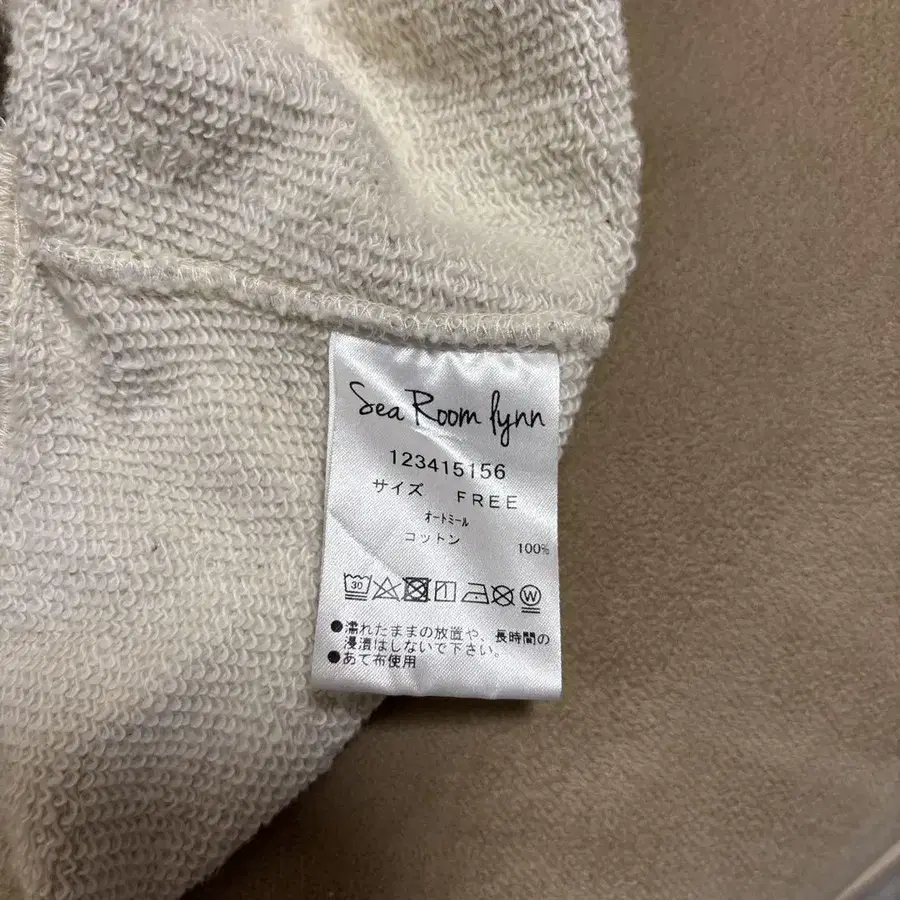 Sea Room lynn
123415156
サイズ FREE
オートミール
コットン 100%
30 W
●濡れたままの放置や、長時間の
浸漬はしないで下さい。
●あて布使用